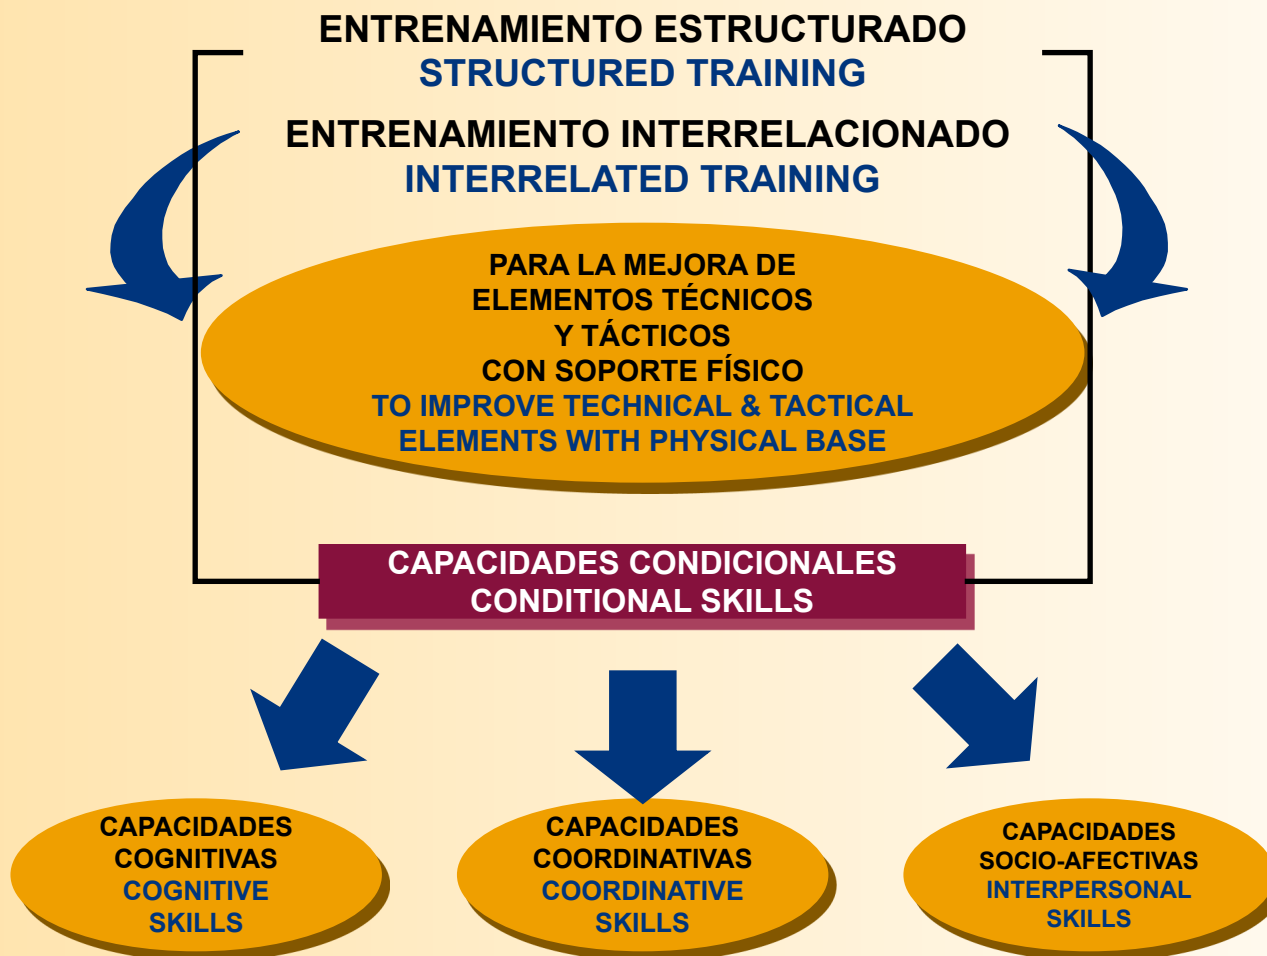 ENTRENAMIENTO ESTRUCTURADO
STRUCTURED TRAINING
ENTRENAMIENTO INTERRELACIONADO
INTERRELATED TRAINING
PARA LA MEJORA DE
ELEMENTOS TÉCNICOS
Y TÁCTICOS
CON SOPORTE FÍSICO
TO IMPROVE TECHNICAL & TACTICAL
ELEMENTS WITH PHYSICAL BASE
CAPACIDADES CONDICIONALES
CONDITIONAL SKILLS
CAPACIDADES
COGNITIVAS
COGNITIVE
SKILLS
CAPACIDADES
COORDINATIVAS
COORDINATIVE
SKILLS
CAPACIDADES
SOCIO-AFECTIVAS
INTERPERSONAL
SKILLS